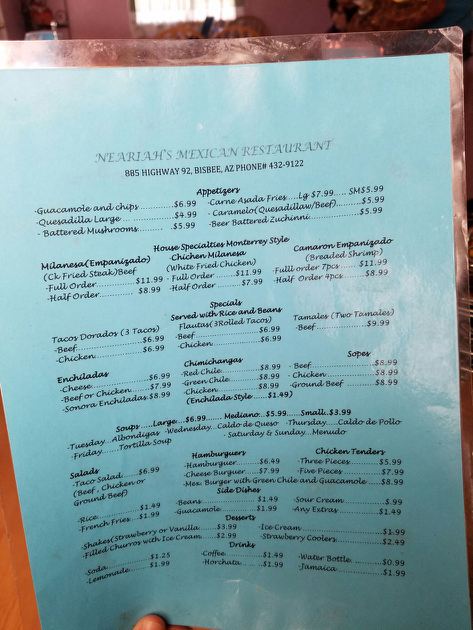 NEARIAH'S MEXICAN RESTAURANT
885 HIGHWAY 92, BISBEE, AZ PHONE# 432-9122
Appetizers
·Guacamole and chips ............$6.99
·Quesadilla Large ..................$4.99
· Battered Mushrooms........ $5.99
·Carne Asada Fries....Lg $7.99..... SM$5.99
· Caramelo(Quesadillaw/Beef).........$5.99
·Beer Battered Zuchinni...................$5.99
House Specialties Monterrey Style
Milanesa(Empanizado)
(Ck Fried Steak)Beef
·Full Order..............$11.99
·Half Order............ $8.99
·Chichen Milanesa
(White Fried Chicken)
· Full Order ...........$11.99
·Half Order ..........$7.99
Camaron Empanizado
(Breaded Shrimp)
·Fulll order 7pcs....... $11.99
·Half Order 4pcs.......$8.99
Specials
Served with Rice and Beans
Tacos Dorados (3 Tacos)
·Beef........................$6.99
·Chicken..................$6.99
Flautas(3Rolled Tacos)
·Beef.....................$6.99
·Chicken................$6.99
Tamales (Two Tamales)
·Beef....................$9.99
Enchiladas
·Cheese....................$6.99
·Beef or Chicken......$7.99
·Sonora Enchiladas.$8.99
Chimichangas
·Red Chile............$8.99
·Green Chile.........$8.99
·Chicken...............$8.99
(Enchilada Style ......$1.49)
Sopes
· Beef........................$8.99
· Chicken...................$8.99
·Ground Beef ..........$8.99
Soups.....Large....$6.99...... Mediano...$5.99.....Small..$3.99
·Tuesday....Albondigas ·Wednesday...Caldo de Queso ·Thursday.....Caldo de Pollo
·Friday.......Tortilla Soup · Saturday & Sunday...Menudo
Salads
·Taco Salad......$6.99
(Beef, Chicken or
Ground Beef)
Hamburguers
·Hamburguer............$6.49
·Cheese Burguer.......$7.99
·Mex. Burger with Green Chile and Guacamole ....$8.99
Chicken Tenders
·Three Pieces...........$5.99
·Five Pieces..............$7.99
Side Dishes
·Rice.....................$1.49
·French Fries.......$1.99
·Beans...................$1.49
·Guacamole...........$1.99
·Sour Cream..............$.99
·Any Extras...............$1.49
Desserts
·Shakes(Strawberry or Vanilla......$3.99
·Filled Churros with Ice Cream....$2.99
·Ice Cream...........................$1.99
·Strawberry Coolers..............$2.49
Drinks
·Soda.....................$1.25
·Lemonade............$1.99
·Coffee..............$1.49
·Horchata..........$1.99
·Water Bottle............$0.99
·Jamaica....................$1.99